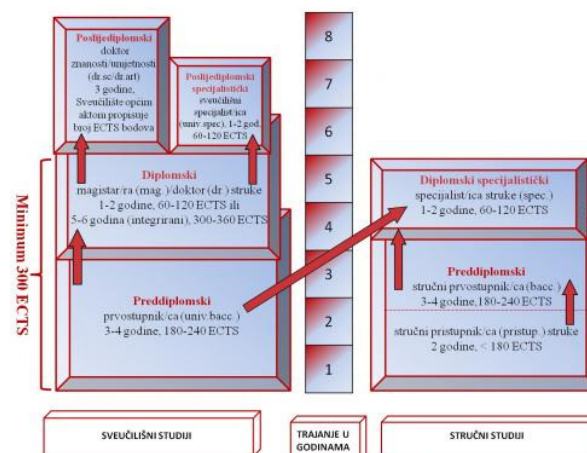 Poslijediplomski
doktor
znanosti/umjetnosti
(dr.sc/dr.art)
3 godine,
Sveučilište općim
aktom propisuje
broj ECTS bodova
Poslijediplomski
specijalistički
sveučilišni
specijalist/ica
(univ.spec), 1-2 god.
60-120 ECTS
Diplomski
magistar/ra (mag.)/doktor (dr.) struke
1-2 godine, 60-120 ECTS ili
5-6 godina (integrirani), 300-360 ECTS
Preddiplomski
prvostupnik/ca (univ.bacc.)
3-4 godine, 180-240 ECTS
Minimum 300 ECTS
8
7
6
5
4
3
2
1
Diplomski specijalistički
specijalist/ica struke (spec.)
1-2 godine, 60-120 ECTS
Preddiplomski
stručni prvostupnik/ca (bacc.)
3-4 godine,180-240 ECTS
stručni pristupnik/ca (pristup.) struke
2 godine, < 180 ECTS
SVEUČILIŠNI STUDIJI
TRAJANJE U
GODINAMA
STRUČNI STUDIJI